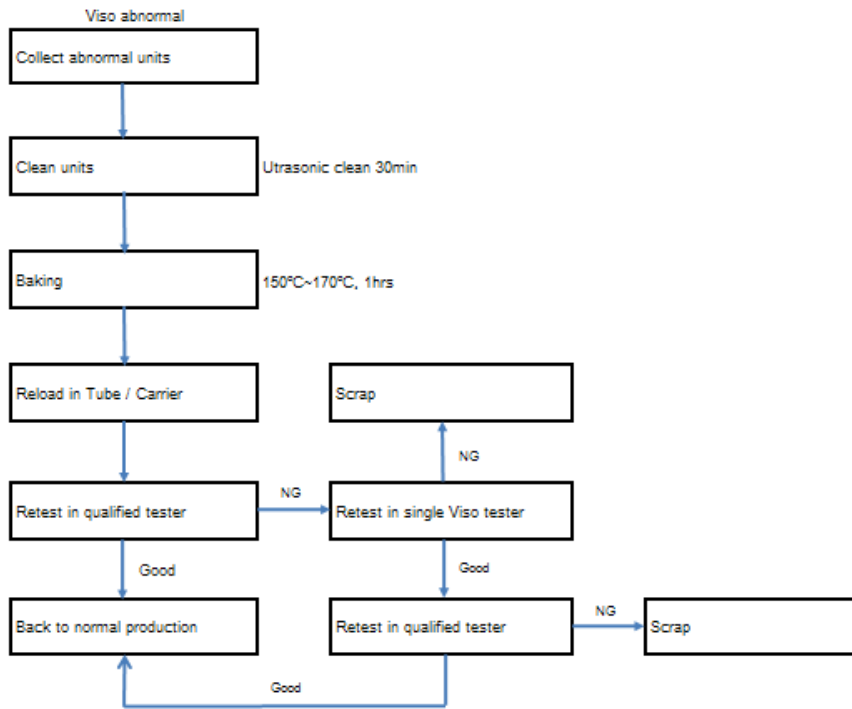 Viso abnormal
Collect abnormal units
Clean units
Utrasonic clean 30min
Baking
150ºC~170ºC, 1hrs
Reload in Tube / Carrier
Scrap
NG
Retest in qualified tester
NG
Retest in single Viso tester
Good
Good
Back to normal production
Retest in qualified tester
NG
Scrap
Good